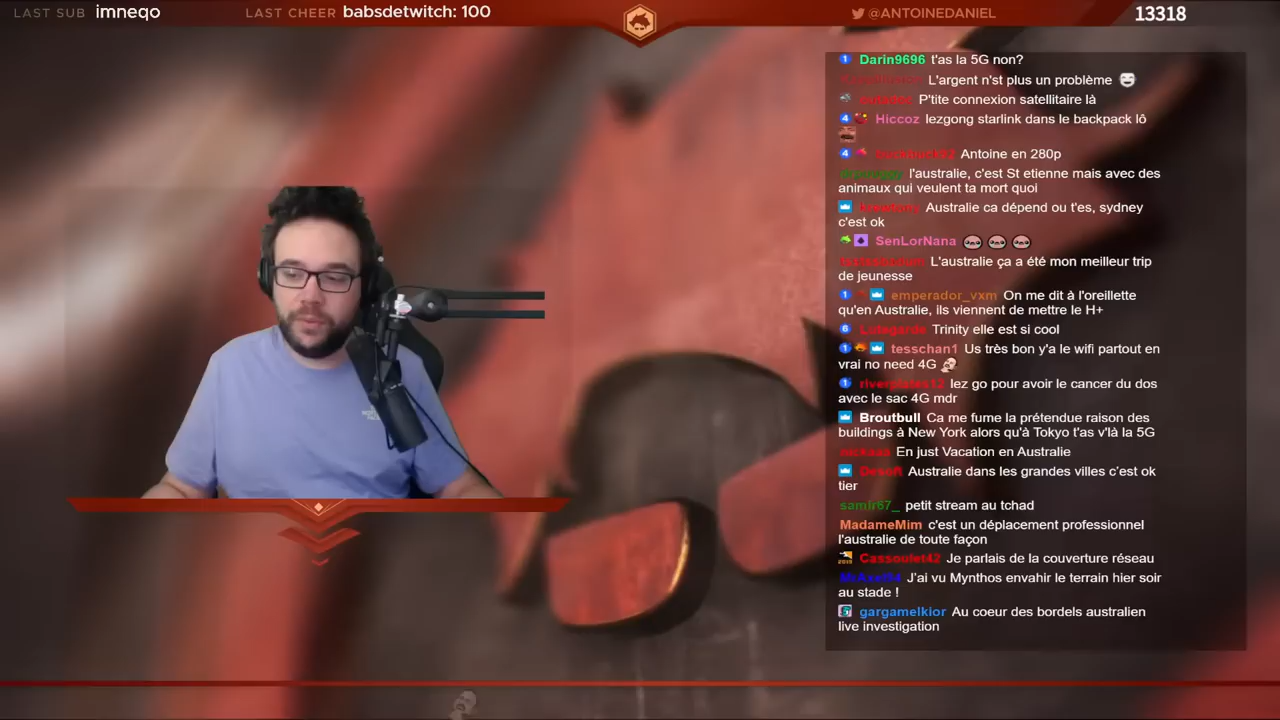 LAST SUB imneqo LAST CHEER babsdetwitch: 100 @ANTOINEDANIEL 13318
Darin9696 t'as la 5G non?
L'argent n'st plus un problème
P'tite connexion satellitaire là
Hiccoz lezgong starlink dans le backpack lô
Antoine en 280p
l'australie, c'est St etienne mais avec des
animaux qui veulent ta mort quoi
Australie ca dépend ou t'es, sydney
c'est ok
SenLorNana
L'australie ça a été mon meilleur trip
de jeunesse
emperador_vxm On me dit à l'oreillette
qu'en Australie, ils viennent de mettre le H+
Lutegarde Trinity elle est si cool
tesschan1 Us très bon y'a le wifi partout en
vrai no need 4G
riverplates12 lez go pour avoir le cancer du dos
avec le sac 4G mdr
Broutbull Ca me fume la prétendue raison des
buildings à New York alors qu'à Tokyo t'as v'là la 5G
En just Vacation en Australie
Desoft Australie dans les grandes villes c'est ok
tier
samir67_ petit stream au tchad
MadameMim c'est un déplacement professionnel
l'australie de toute façon
Cassoulet42 Je parlais de la couverture réseau
J'ai vu Mynthos envahir le terrain hier soir
au stade !
gargamelkior Au coeur des bordels australien
live investigation